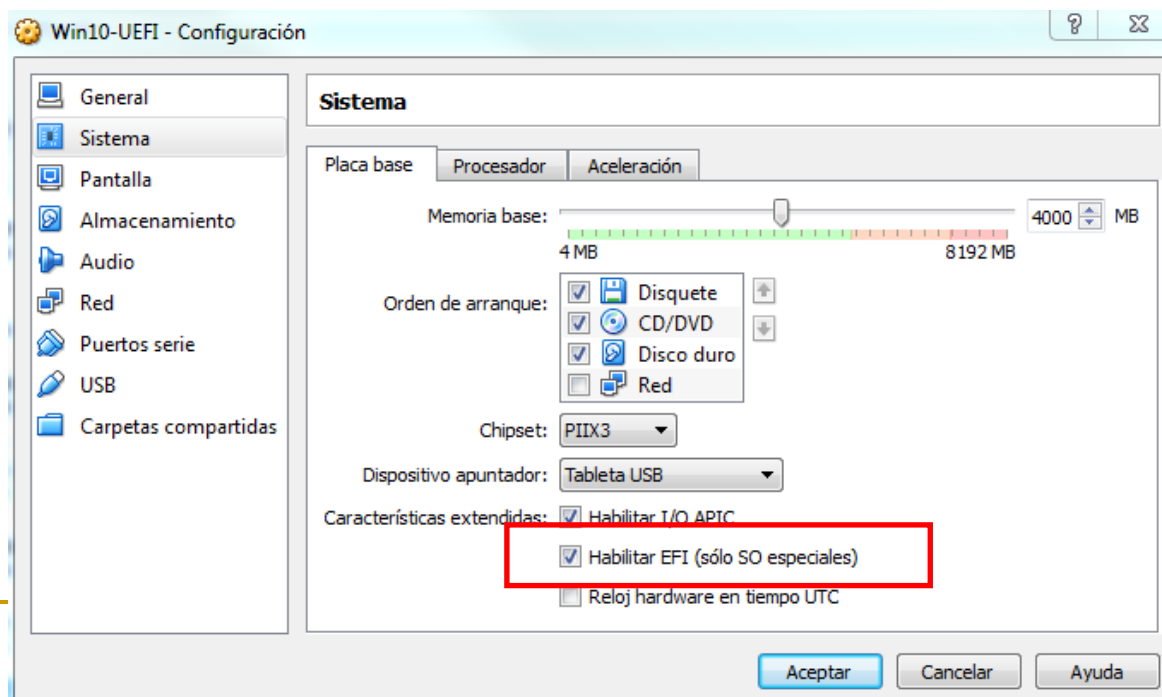 Win10-UEFI - Configuración
?
General
Sistema
Pantalla
Almacenamiento
Audio
Red
Puertos serie
USB
Carpetas compartidas
Sistema
Placa base Procesador Aceleración
Memoria base: 4000 MB
4 MB 8192 MB
Orden de arranque: Disquete
CD/DVD
Disco duro
Red
Chipset: PIIX3
Dispositivo apuntador: Tableta USB
Características extendidas: Habilitar I/O APIC
Habilitar EFI (sólo SO especiales)
Reloj hardware en tiempo UTC
Aceptar Cancelar Ayuda